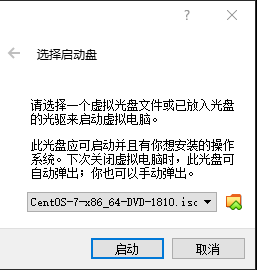 ?
选择启动盘
请选择一个虚拟光盘文件或已放入光盘
的光驱来启动虚拟电脑。
此光盘应可启动并且有你想安装的操作
系统。下次关闭虚拟电脑时，此光盘可
自动弹出；你也可以手动弹出。
CentOS-7-x86_64-DVD-1810.iso
启动 取消